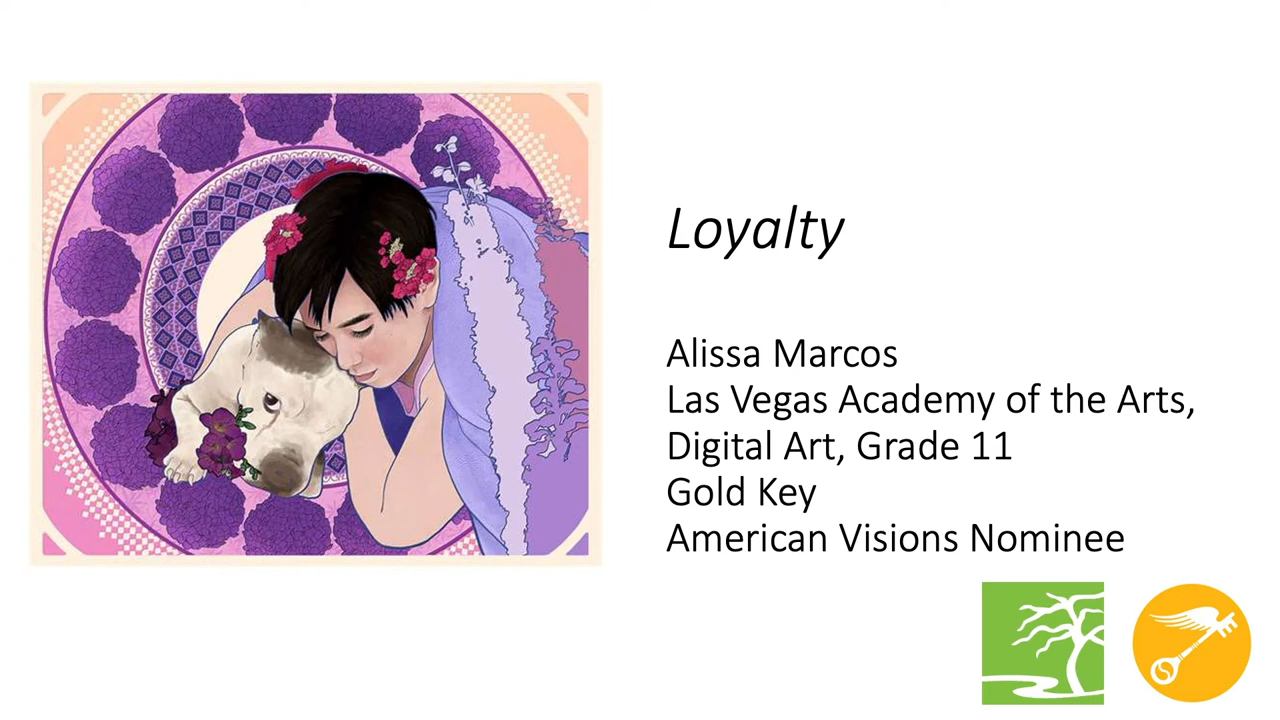 Loyalty
Alissa Marcos
Las Vegas Academy of the Arts,
Digital Art, Grade 11
Gold Key
American Visions Nominee